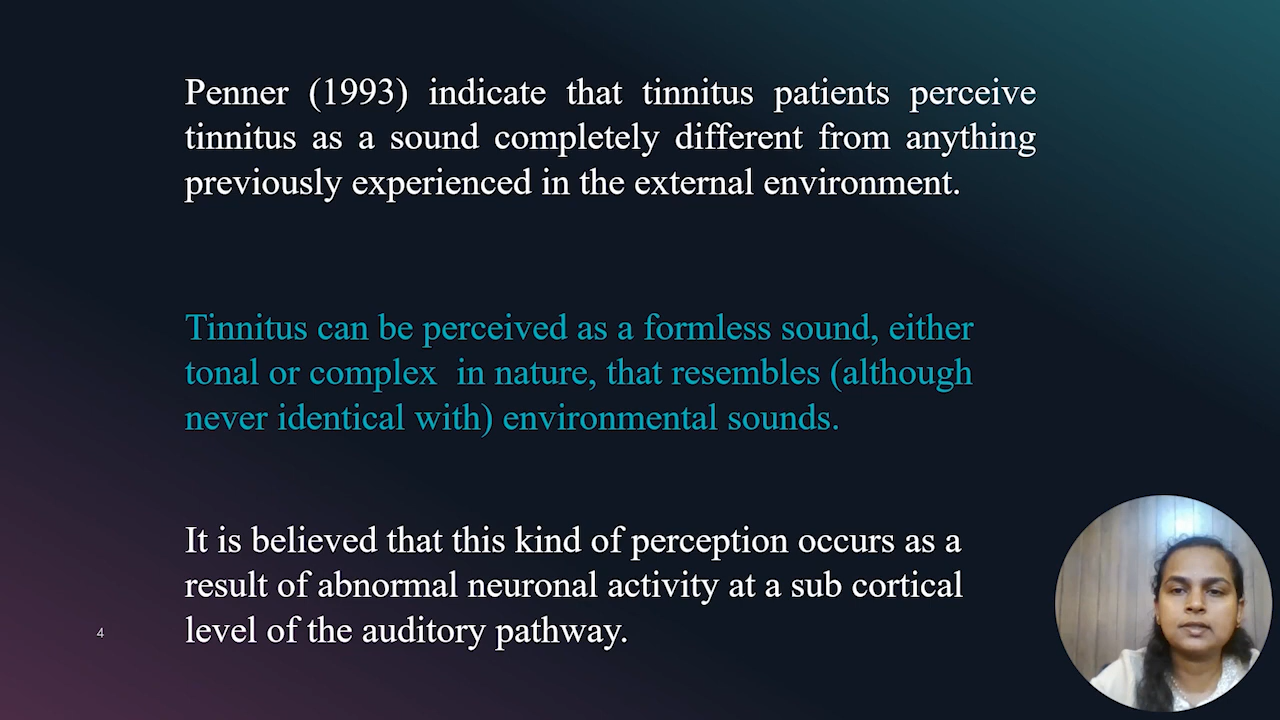 Penner (1993) indicate that tinnitus patients perceive
tinnitus as a sound completely different from anything
previously experienced in the external environment.
Tinnitus can be perceived as a formless sound, either
tonal or complex  in nature, that resembles (although
never identical with) environmental sounds.
It is believed that this kind of perception occurs as a
result of abnormal neuronal activity at a sub cortical
level of the auditory pathway.
4